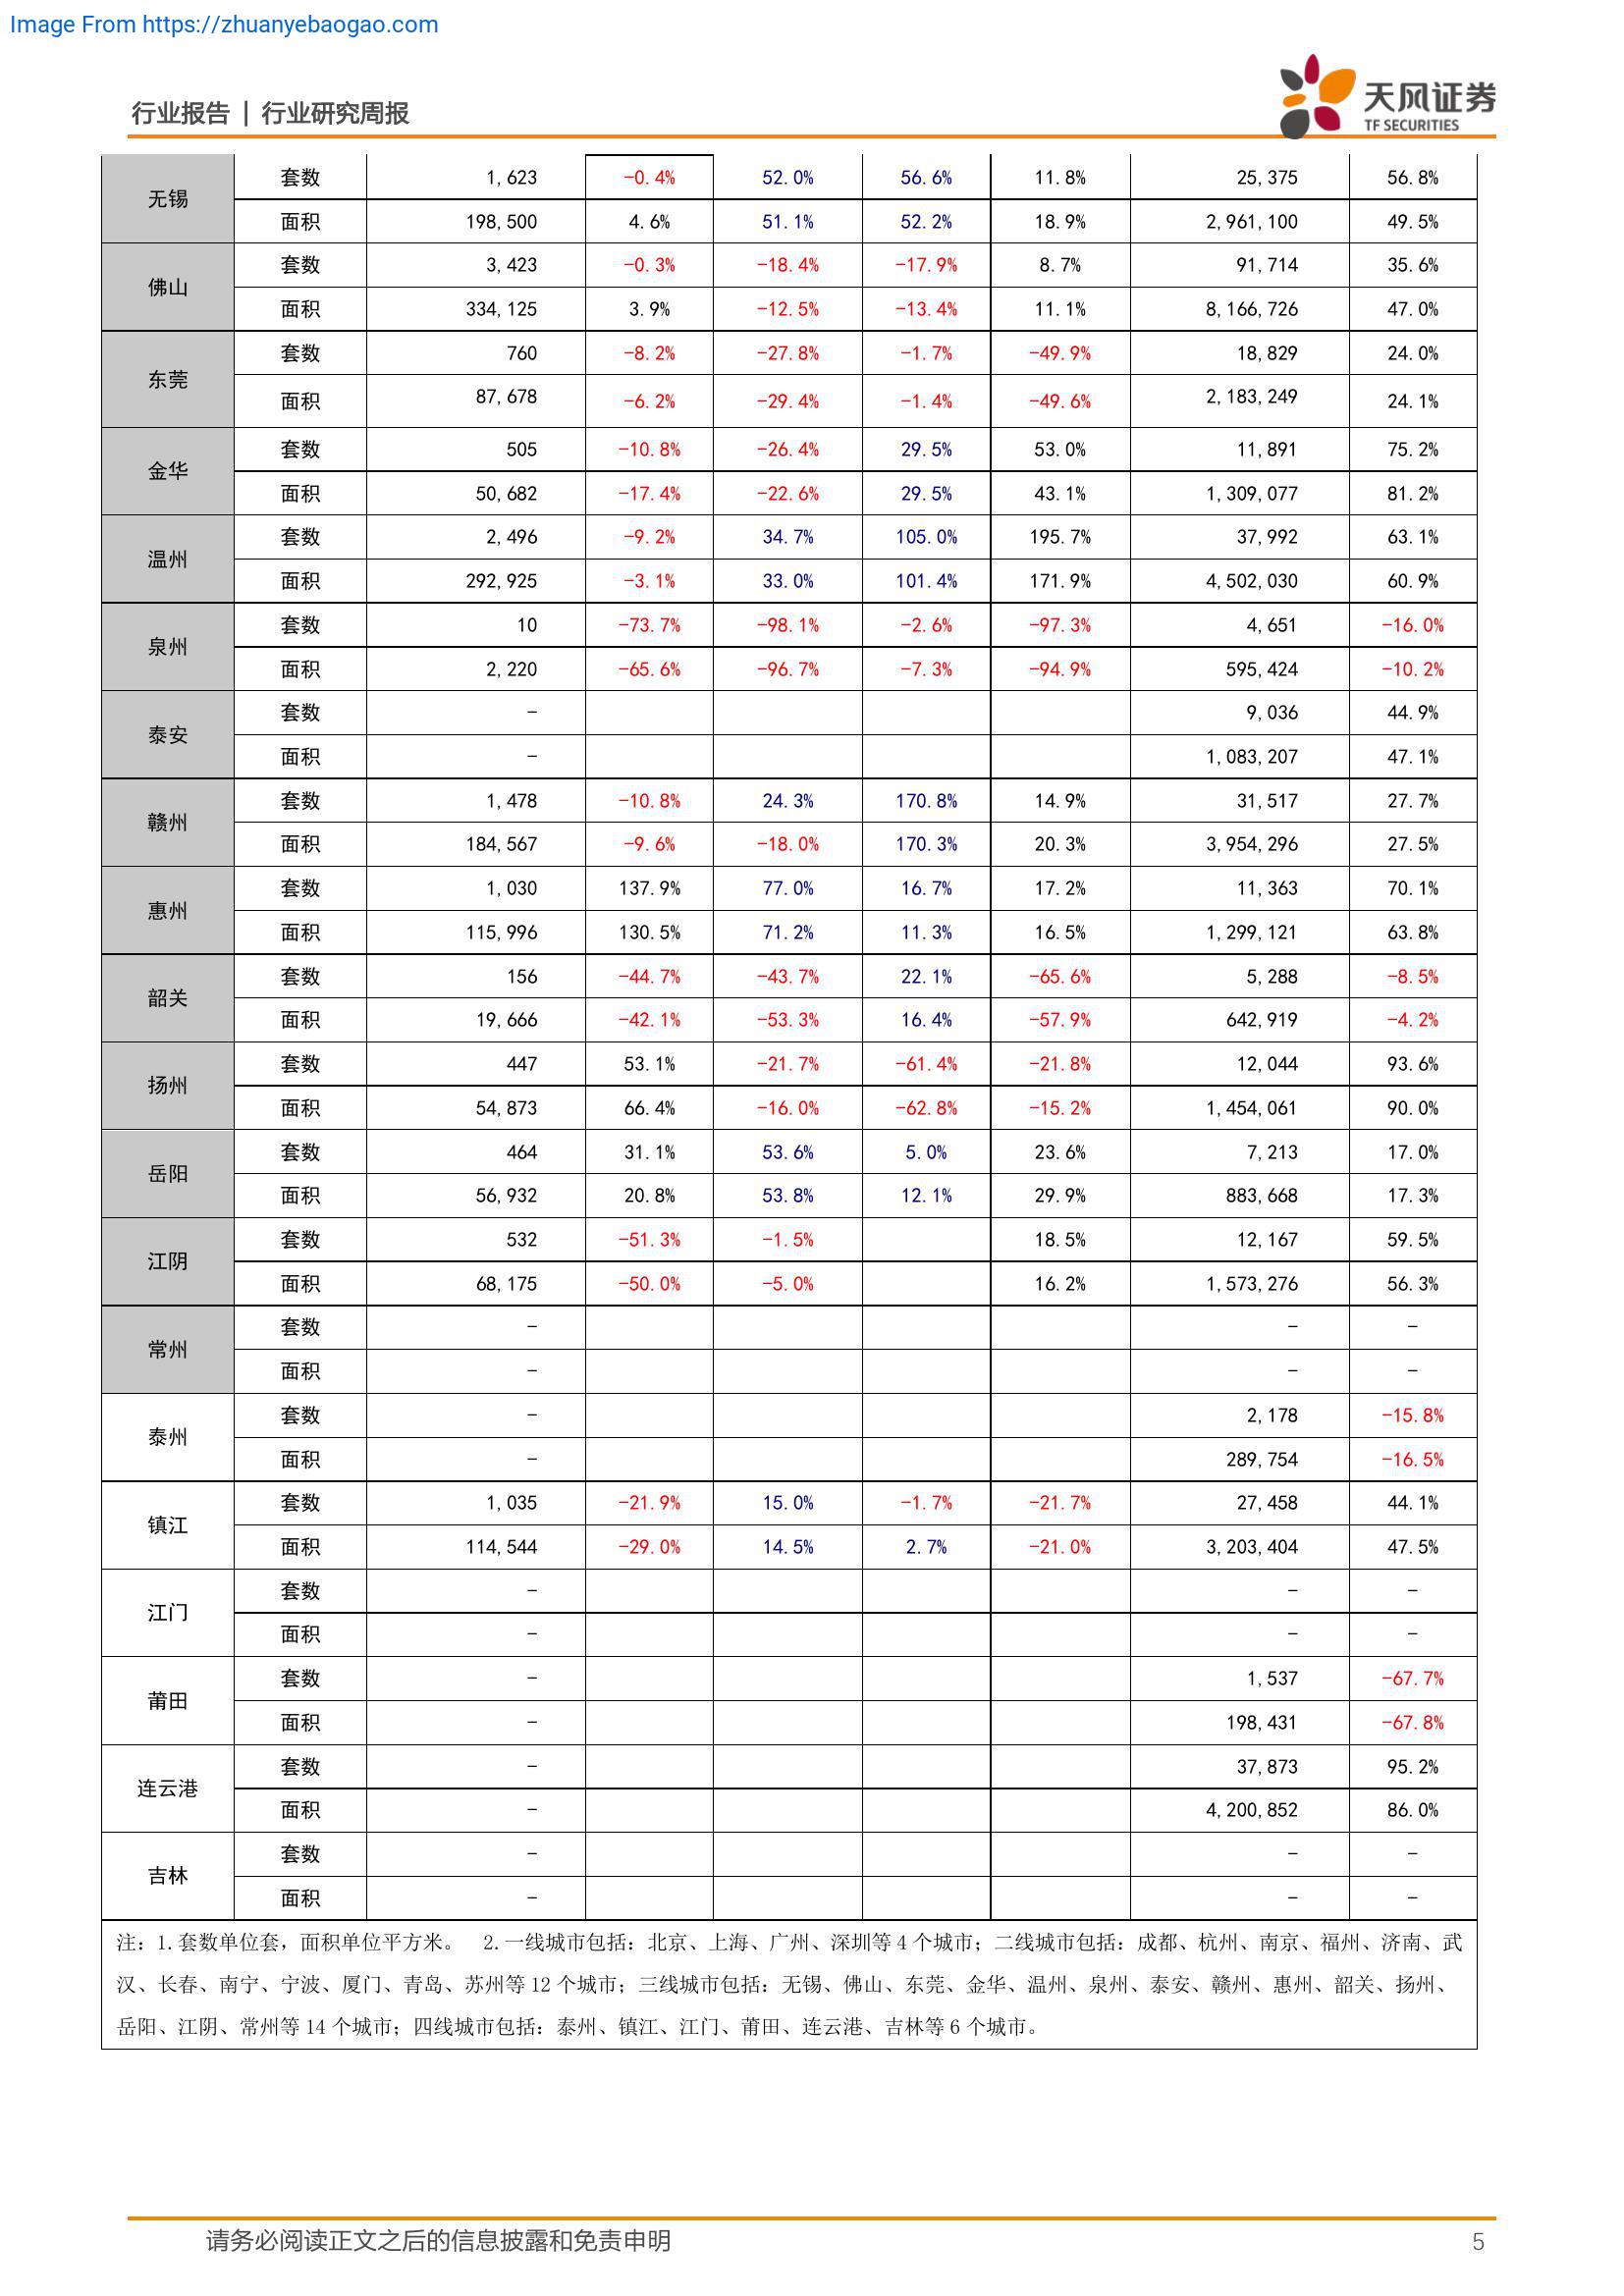 Image From https://zhuanyebaogao.com
行业报告 | 行业研究周报
天风证券
TF SECURITIES
无锡
套数 1,623 -0.4% 52.0% 56.6% 11.8% 25,375 56.8%
面积 198,500 4.6% 51.1% 52.2% 18.9% 2,961,100 49.5%
佛山
套数 3,423 -0.3% -18.4% -17.9% 8.7% 91,714 35.6%
面积 334,125 3.9% -12.5% -13.4% 11.1% 8,166,726 47.0%
东莞
套数 760 -8.2% -27.8% -1.7% -49.9% 18,829 24.0%
面积 87,678 -6.2% -29.4% -1.4% -49.6% 2,183,249 24.1%
金华
套数 505 -10.8% -26.4% 29.5% 53.0% 11,891 75.2%
面积 50,682 -17.4% -22.6% 29.5% 43.1% 1,309,077 81.2%
温州
套数 2,496 -9.2% 34.7% 105.0% 195.7% 37,992 63.1%
面积 292,925 -3.1% 33.0% 101.4% 171.9% 4,502,030 60.9%
泉州
套数 10 -73.7% -98.1% -2.6% -97.3% 4,651 -16.0%
面积 2,220 -65.6% -96.7% -7.3% -94.9% 595,424 -10.2%
泰安
套数 - 9,036 44.9%
面积 - 1,083,207 47.1%
赣州
套数 1,478 -10.8% 24.3% 170.8% 14.9% 31,517 27.7%
面积 184,567 -9.6% -18.0% 170.3% 20.3% 3,954,296 27.5%
惠州
套数 1,030 137.9% 77.0% 16.7% 17.2% 11,363 70.1%
面积 115,996 130.5% 71.2% 11.3% 16.5% 1,299,121 63.8%
韶关
套数 156 -44.7% -43.7% 22.1% -65.6% 5,288 -8.5%
面积 19,666 -42.1% -53.3% 16.4% -57.9% 642,919 -4.2%
扬州
套数 447 53.1% -21.7% -61.4% -21.8% 12,044 93.6%
面积 54,873 66.4% -16.0% -62.8% -15.2% 1,454,061 90.0%
岳阳
套数 464 31.1% 53.6% 5.0% 23.6% 7,213 17.0%
面积 56,932 20.8% 53.8% 12.1% 29.9% 883,668 17.3%
江阴
套数 532 -51.3% -1.5% 18.5% 12,167 59.5%
面积 68,175 -50.0% -5.0% 16.2% 1,573,276 56.3%
常州
套数 - - -
面积 - - -
泰州
套数 - 2,178 -15.8%
面积 - 289,754 -16.5%
镇江
套数 1,035 -21.9% 15.0% -1.7% -21.7% 27,458 44.1%
面积 114,544 -29.0% 14.5% 2.7% -21.0% 3,203,404 47.5%
江门
套数 - - -
面积 - - -
莆田
套数 - 1,537 -67.7%
面积 - 198,431 -67.8%
连云港
套数 - 37,873 95.2%
面积 - 4,200,852 86.0%
吉林
套数 - - -
面积 - - -
注：1.套数单位套，面积单位平方米。 2.一线城市包括：北京、上海、广州、深圳等 4 个城市；二线城市包括：成都、杭州、南京、福州、济南、武
汉、长春、南宁、宁波、厦门、青岛、苏州等 12 个城市；三线城市包括：无锡、佛山、东莞、金华、温州、泉州、泰安、赣州、惠州、韶关、扬州、
岳阳、江阴、常州等 14 个城市；四线城市包括：泰州、镇江、江门、莆田、连云港、吉林等 6 个城市。
请务必阅读正文之后的信息披露和免责申明 5